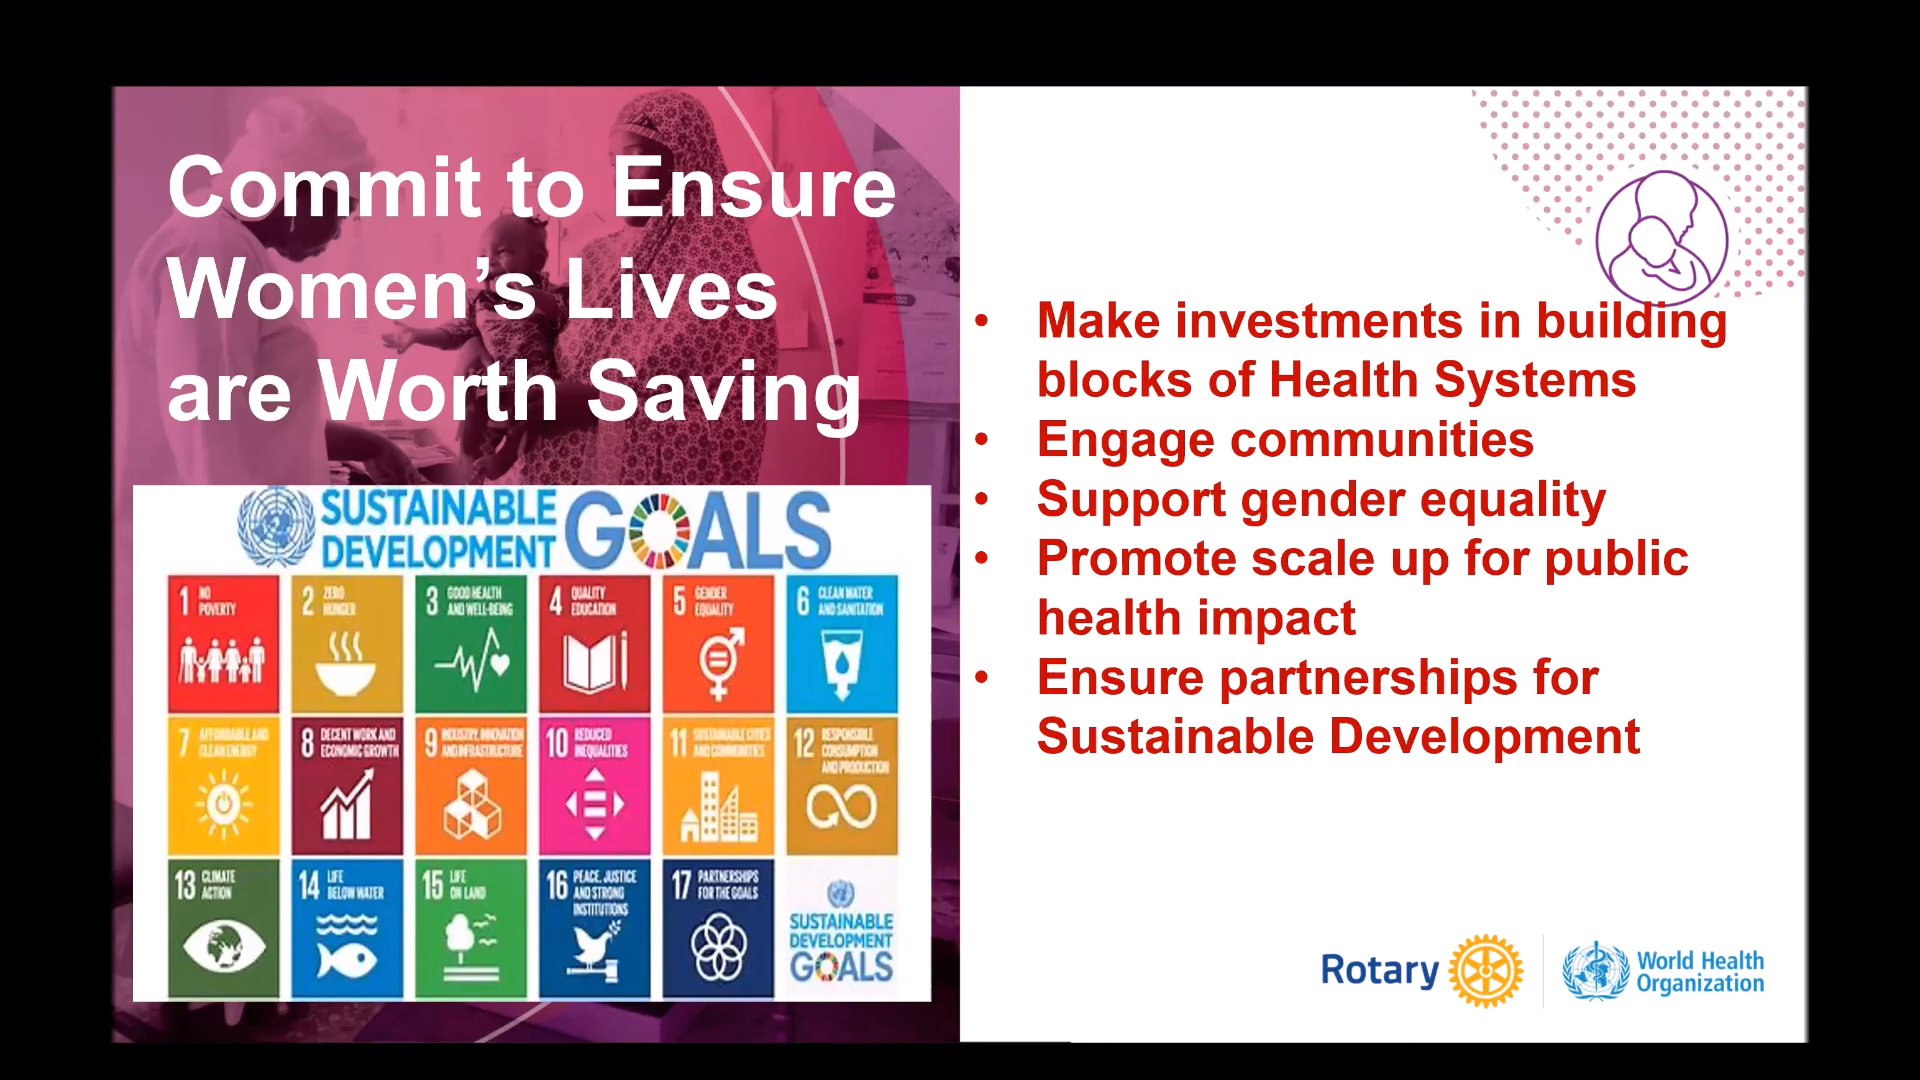 Commit to Ensure
Women’s Lives
are Worth Saving
SUSTAINABLE
DEVELOPMENT
GOALS
1 NO
POVERTY
2 ZERO
HUNGER
3 GOOD HEALTH
AND WELL-BEING
4 QUALITY
EDUCATION
5 GENDER
EQUALITY
6 CLEAN WATER
AND SANITATION
7 AFFORDABLE AND
CLEAN ENERGY
8 DECENT WORK AND
ECONOMIC GROWTH
9 INDUSTRY, INNOVATION
AND INFRASTRUCTURE
10 REDUCED
INEQUALITIES
11 SUSTAINABLE CITIES
AND COMMUNITIES
12 RESPONSIBLE
CONSUMPTION
AND PRODUCTION
13 CLIMATE
ACTION
14 LIFE
BELOW WATER
15 LIFE
ON LAND
16 PEACE, JUSTICE
AND STRONG
INSTITUTIONS
17 PARTNERSHIPS
FOR THE GOALS
SUSTAINABLE
DEVELOPMENT
GOALS
• Make investments in building
blocks of Health Systems
• Engage communities
• Support gender equality
• Promote scale up for public
health impact
• Ensure partnerships for
Sustainable Development
Rotary
World Health
Organization